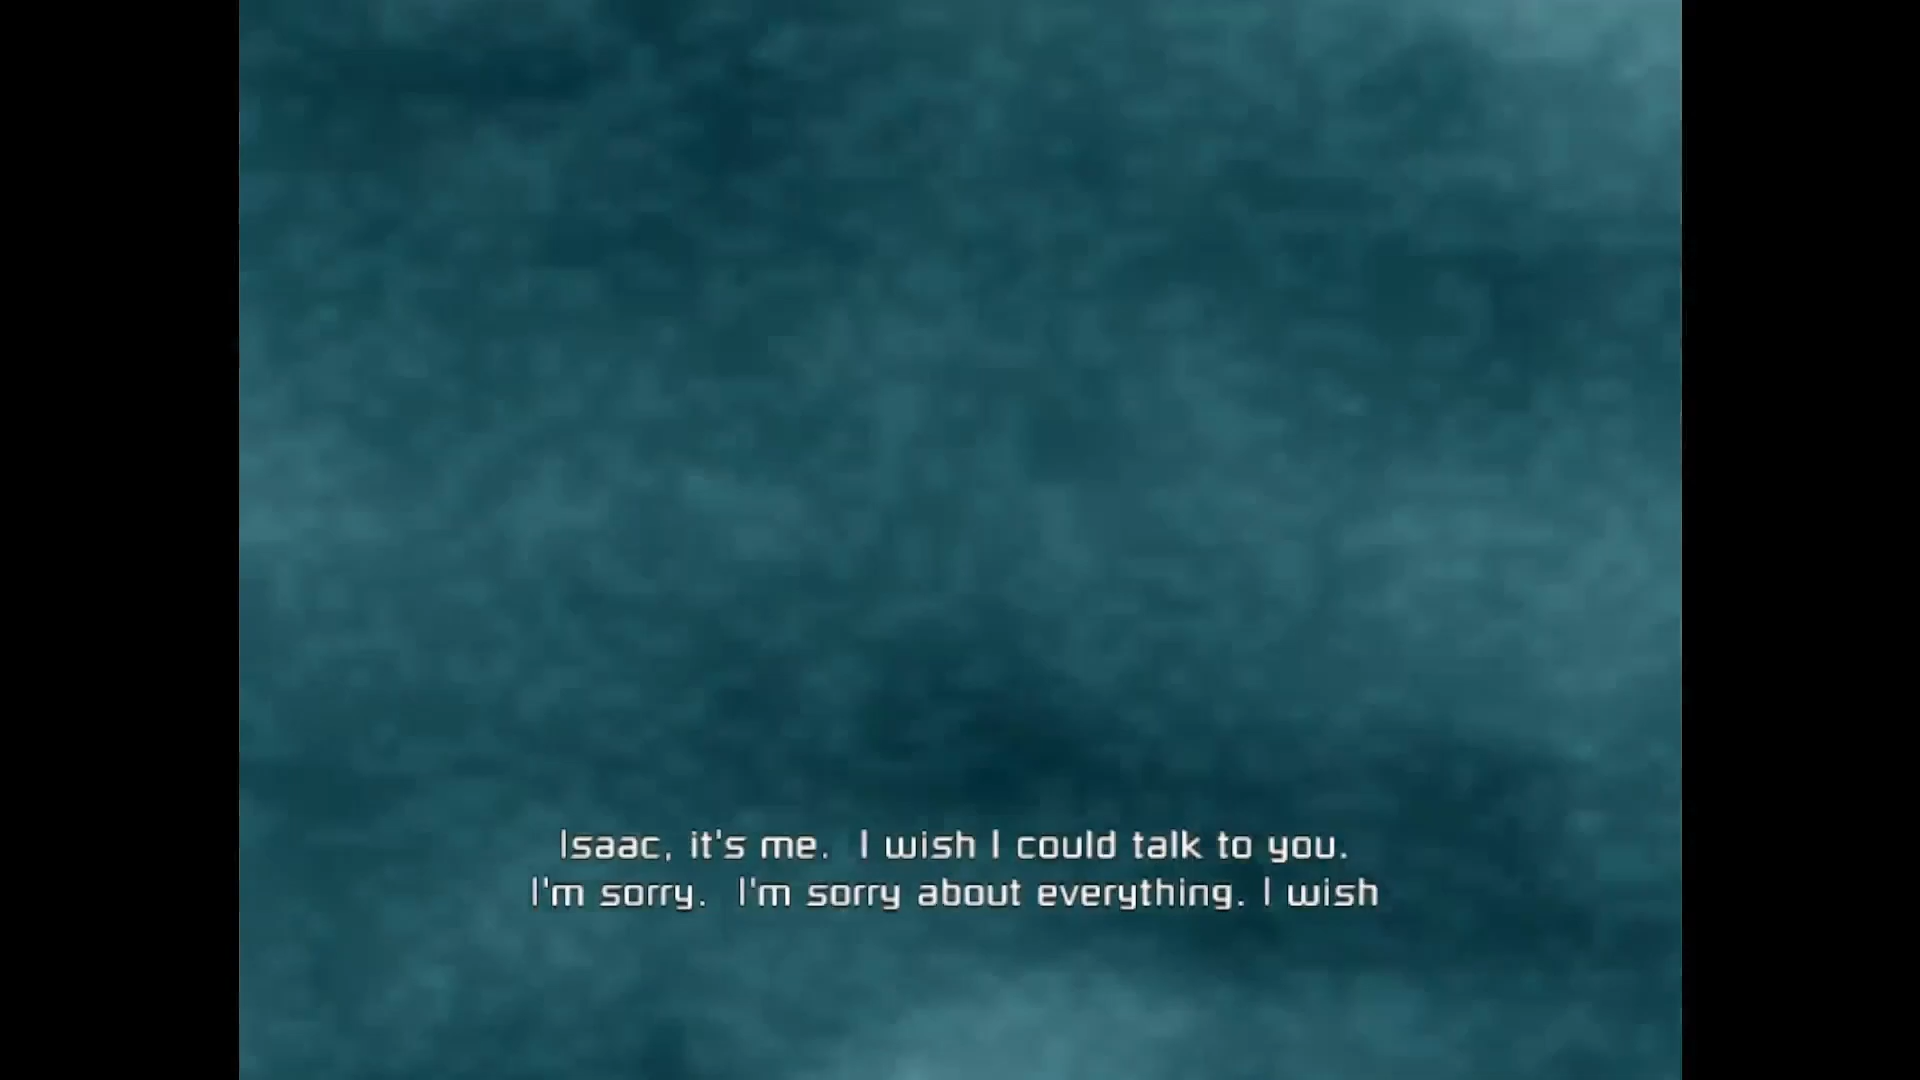 Isaac, it's me.  I wish I could talk to you.
I'm sorry.  I'm sorry about everything. I wish